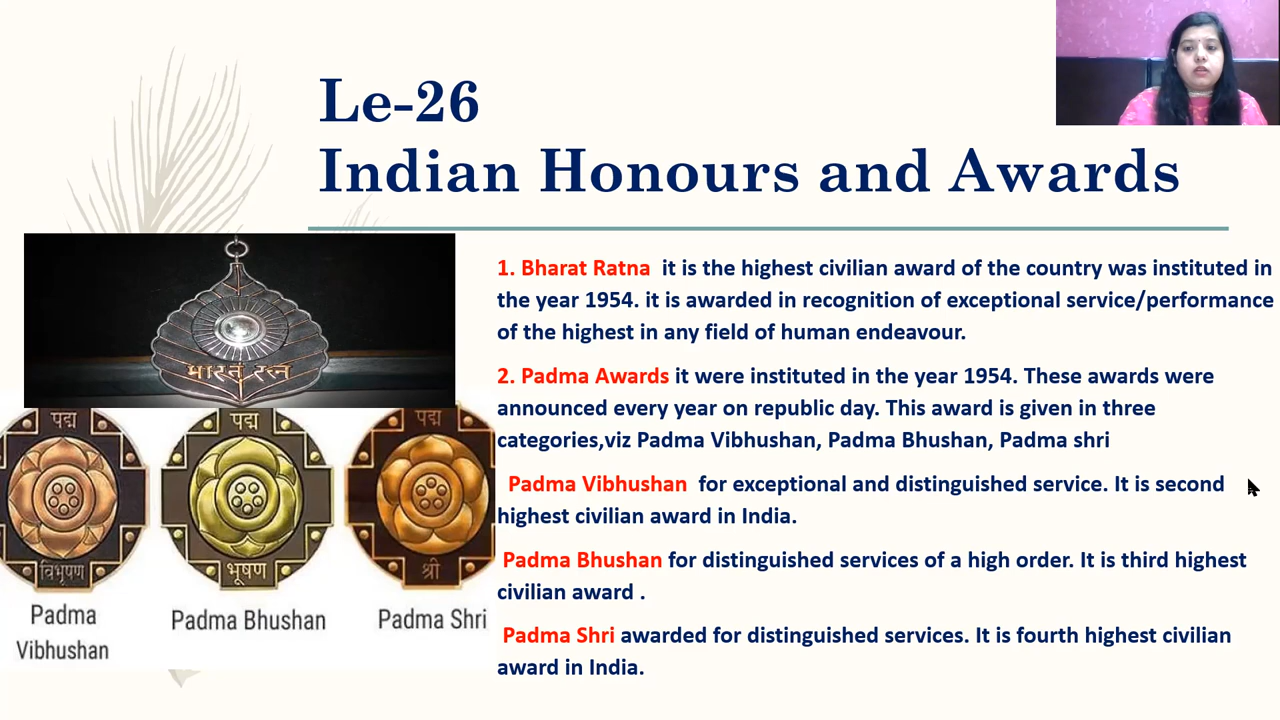 Le-26
Indian Honours and Awards
भारत रत्न
पद्म
विभूषण
Padma
Vibhushan
पद्म
भूषण
Padma Bhushan
पद्म
श्री
Padma Shri
1. Bharat Ratna it is the highest civilian award of the country was instituted in
the year 1954. it is awarded in recognition of exceptional service/performance
of the highest in any field of human endeavour.
2. Padma Awards it were instituted in the year 1954. These awards were
announced every year on republic day. This award is given in three
categories,viz Padma Vibhushan, Padma Bhushan, Padma shri
Padma Vibhushan for exceptional and distinguished service. It is second
highest civilian award in India.
Padma Bhushan for distinguished services of a high order. It is third highest
civilian award .
Padma Shri awarded for distinguished services. It is fourth highest civilian
award in India.